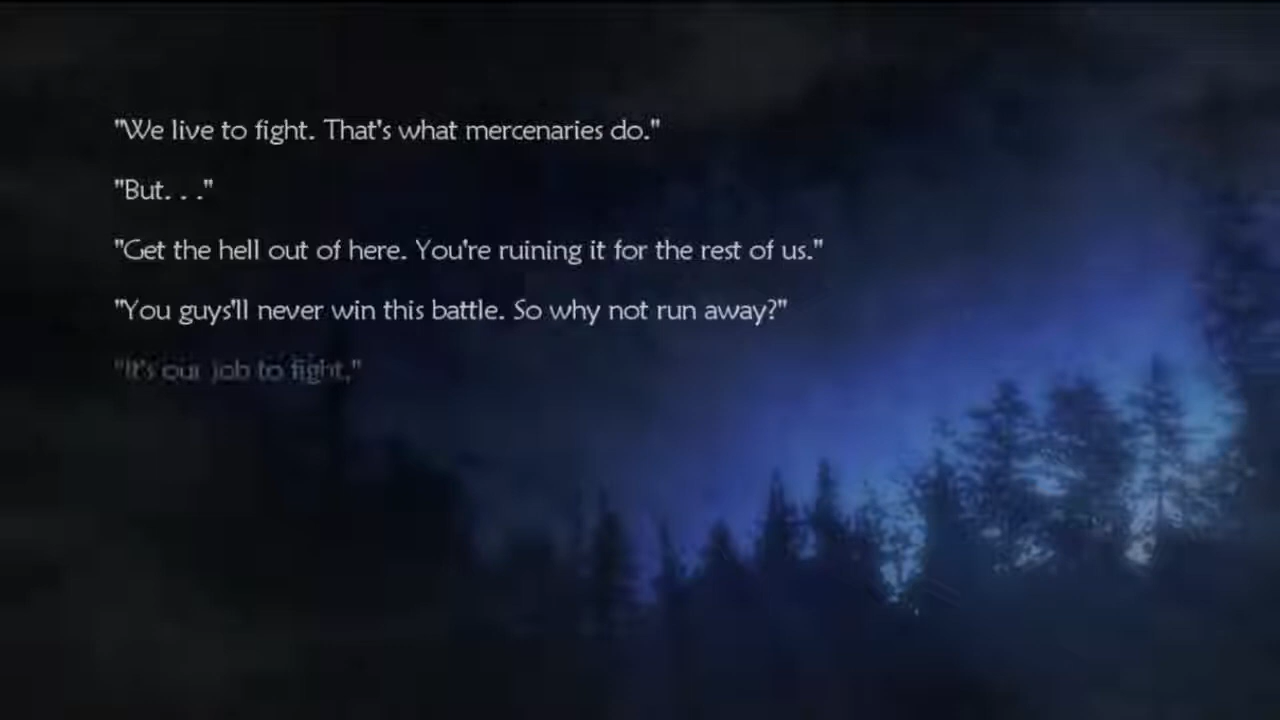 "We live to fight. That's what mercenaries do."
"But. . ."
"Get the hell out of here. You're ruining it for the rest of us."
"You guys'll never win this battle. So why not run away?"
"It's our job to fight,"